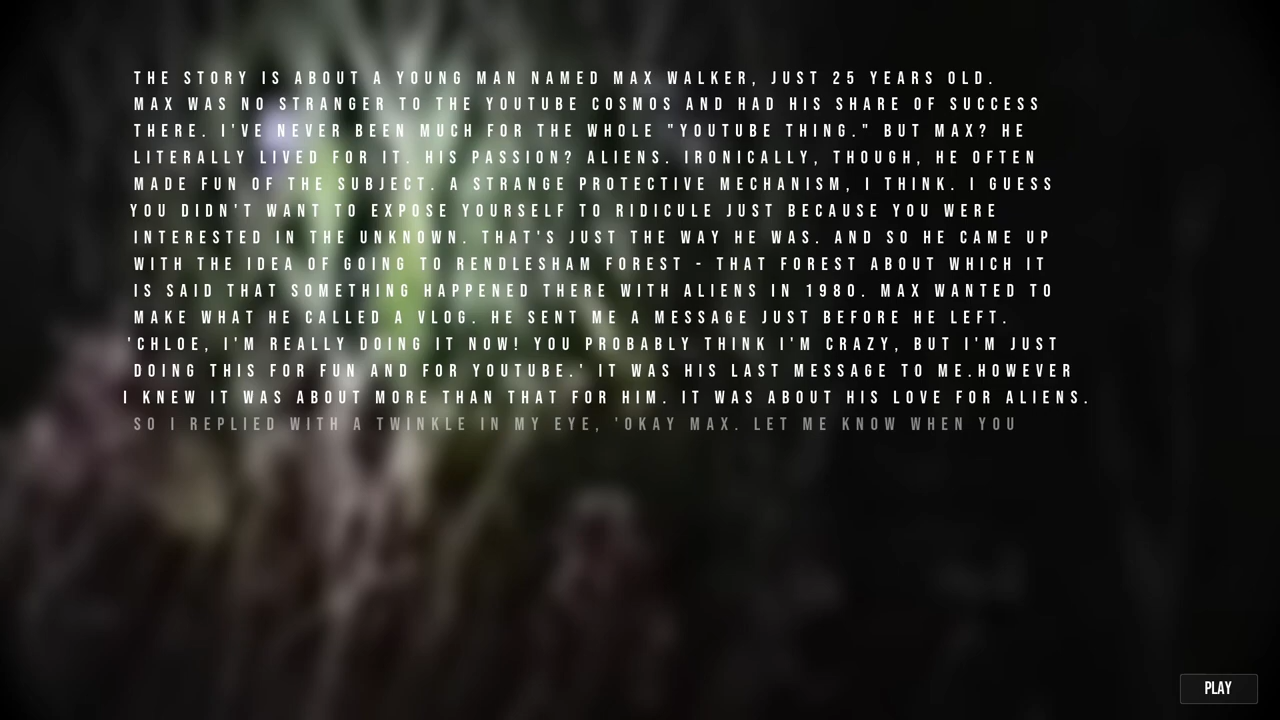 THE STORY IS ABOUT A YOUNG MAN NAMED MAX WALKER, JUST 25 YEARS OLD.
MAX WAS NO STRANGER TO THE YOUTUBE COSMOS AND HAD HIS SHARE OF SUCCESS
THERE. I'VE NEVER BEEN MUCH FOR THE WHOLE "YOUTUBE THING." BUT MAX? HE
LITERALLY LIVED FOR IT. HIS PASSION? ALIENS. IRONICALLY, THOUGH, HE OFTEN
MADE FUN OF THE SUBJECT. A STRANGE PROTECTIVE MECHANISM, I THINK. I GUESS
YOU DIDN'T WANT TO EXPOSE YOURSELF TO RIDICULE JUST BECAUSE YOU WERE
INTERESTED IN THE UNKNOWN. THAT'S JUST THE WAY HE WAS. AND SO HE CAME UP
WITH THE IDEA OF GOING TO RENDLESHAM FOREST - THAT FOREST ABOUT WHICH IT
IS SAID THAT SOMETHING HAPPENED THERE WITH ALIENS IN 1980. MAX WANTED TO
MAKE WHAT HE CALLED A VLOG. HE SENT ME A MESSAGE JUST BEFORE HE LEFT.
'CHLOE, I'M REALLY DOING IT NOW! YOU PROBABLY THINK I'M CRAZY, BUT I'M JUST
DOING THIS FOR FUN AND FOR YOUTUBE.' IT WAS HIS LAST MESSAGE TO ME.HOWEVER
I KNEW IT WAS ABOUT MORE THAN THAT FOR HIM. IT WAS ABOUT HIS LOVE FOR ALIENS.
SO I REPLIED WITH A TWINKLE IN MY EYE, 'OKAY MAX. LET ME KNOW WHEN YOU
PLAY